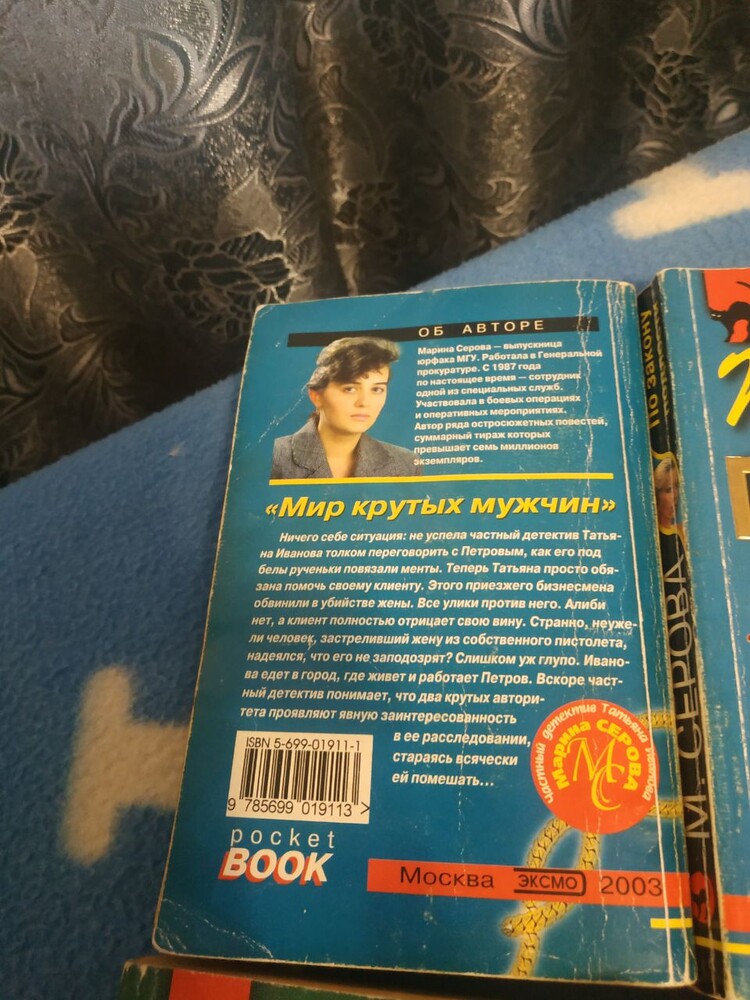 ОБ АВТОРЕ
Марина Серова — выпускница
юрфака МГУ. Работала в Генеральной
прокуратуре. С 1987 года
по настоящее время — сотрудник
одной из специальных служб.
Участвовала в боевых операциях
и оперативных мероприятиях.
Автор ряда остросюжетных повестей,
суммарный тираж которых
превышает семь миллионов
экземпляров.
«Мир крутых мужчин»
Ничего себе ситуация: не успела частный детектив Татья-
на Иванова толком переговорить с Петровым, как его под
белы рученьки повязали менты. Теперь Татьяна просто обя-
зана помочь своему клиенту. Этого приезжего бизнесмена
обвинили в убийстве жены. Все улики против него. Алиби
нет, а клиент полностью отрицает свою вину. Странно, неуже-
ли человек, застреливший жену из собственного пистолета,
надеялся, что его не заподозрят? Слишком уж глупо. Ивано-
ва едет в город, где живет и работает Петров. Вскоре част-
ный детектив понимает, что два крутых автори-
тета проявляют явную заинтересованность
в ее расследовании,
стараясь всячески
ей помешать...
ISBN 5-699-01911-1
9 785699 019113 >
pocket
BOOK
частный детектив Татьяна Иванова
Марина СЕРОВА
МС
Москва ЭКСМО 2003
По закону
М. СЕРОВА